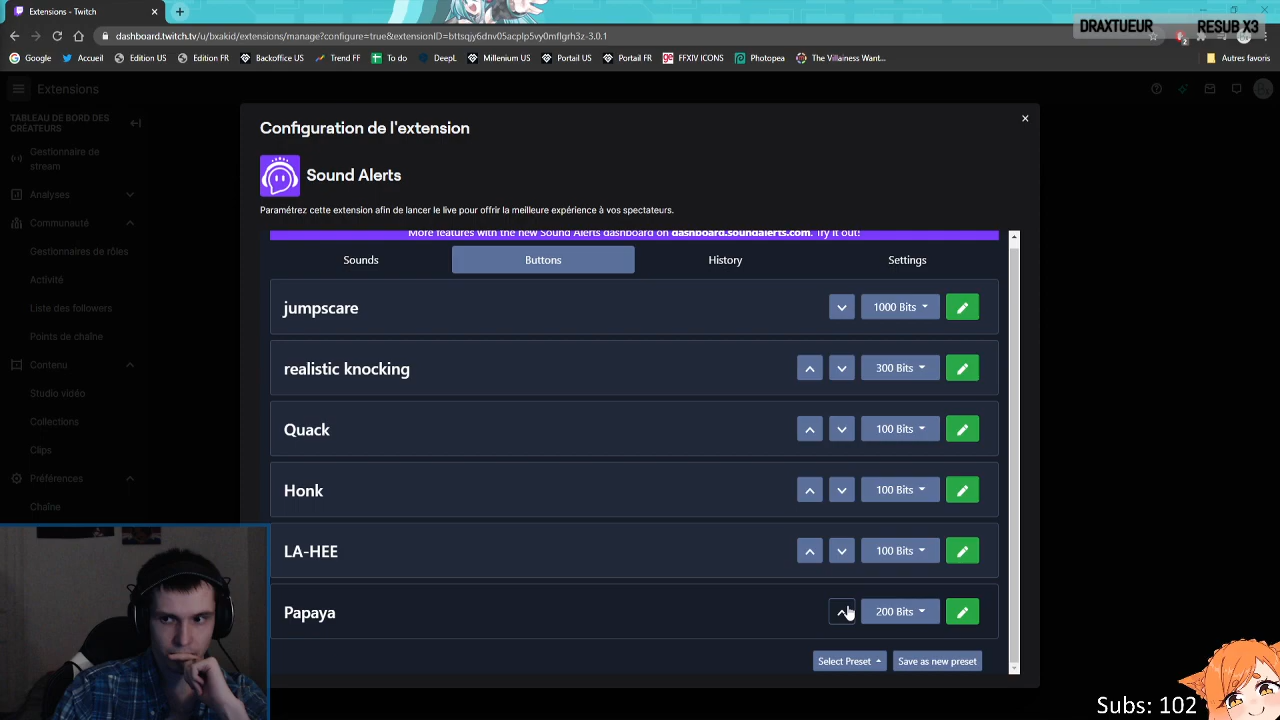 Extensions - Twitch
dashboard.twitch.tv/u/bxakid/extensions/manage?configure=true&extensionID=bttsqjy6dnv05acplp5vy0mflgrh3z-3.0.1
DRAXTUEUR RESUB X3
Google Accueil Edition US Edition FR Backoffice US Trend FF To do DeepL Millenium US Portail US Portail FR FFXIV ICONS Photopea The Villainess Want... Autres favoris
Extensions
TABLEAU DE BORD DES
CRÉATEURS
Gestionnaire de
stream
Analyses
Communauté
Gestionnaires de rôles
Activité
Liste des followers
Points de chaîne
Contenu
Studio vidéo
Collections
Clips
Préférences
Chaîne
Configuration de l'extension
Sound Alerts
Paramétrez cette extension afin de lancer le live pour offrir la meilleure expérience à vos spectateurs.
More features with the new Sound Alerts dashboard on dashboard.soundalerts.com. Try it out!
Sounds Buttons History Settings
jumpscare 1000 Bits
realistic knocking 300 Bits
Quack 100 Bits
Honk 100 Bits
LA-HEE 100 Bits
Papaya 200 Bits
Select Preset Save as new preset
Subs: 102